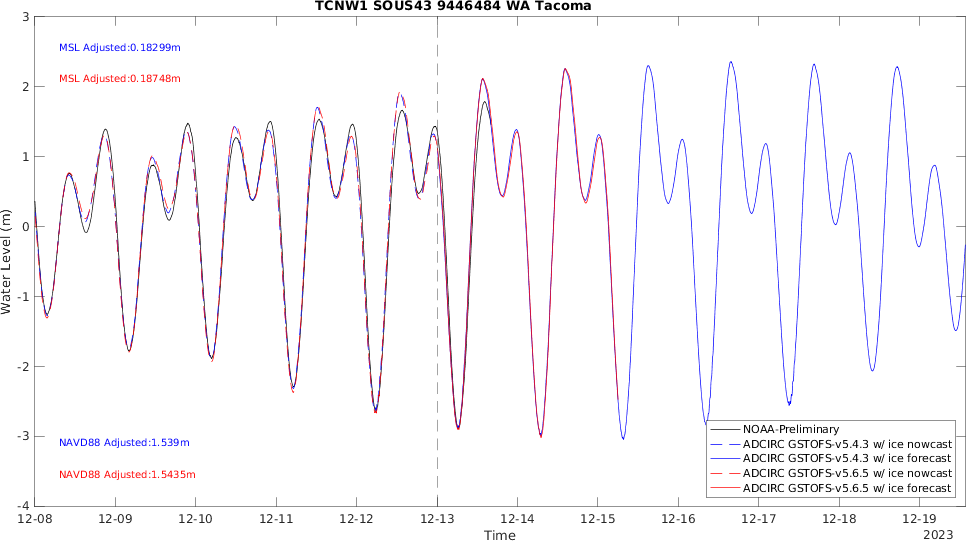 TCNW1 SOUS43 9446484 WA Tacoma
3
MSL Adjusted:0.18299m
MSL Adjusted:0.18748m
2
1
0
Water Level (m)
-1
-2
-3
NAVD88 Adjusted:1.539m
NAVD88 Adjusted:1.5435m
-4
NOAA-Preliminary
ADCIRC GSTOFS-v5.4.3 w/ ice nowcast
ADCIRC GSTOFS-v5.4.3 w/ ice forecast
ADCIRC GSTOFS-v5.6.5 w/ ice nowcast
ADCIRC GSTOFS-v5.6.5 w/ ice forecast
12-08 12-09 12-10 12-11 12-12 12-13 12-14 12-15 12-16 12-17 12-18 12-19
Time 2023